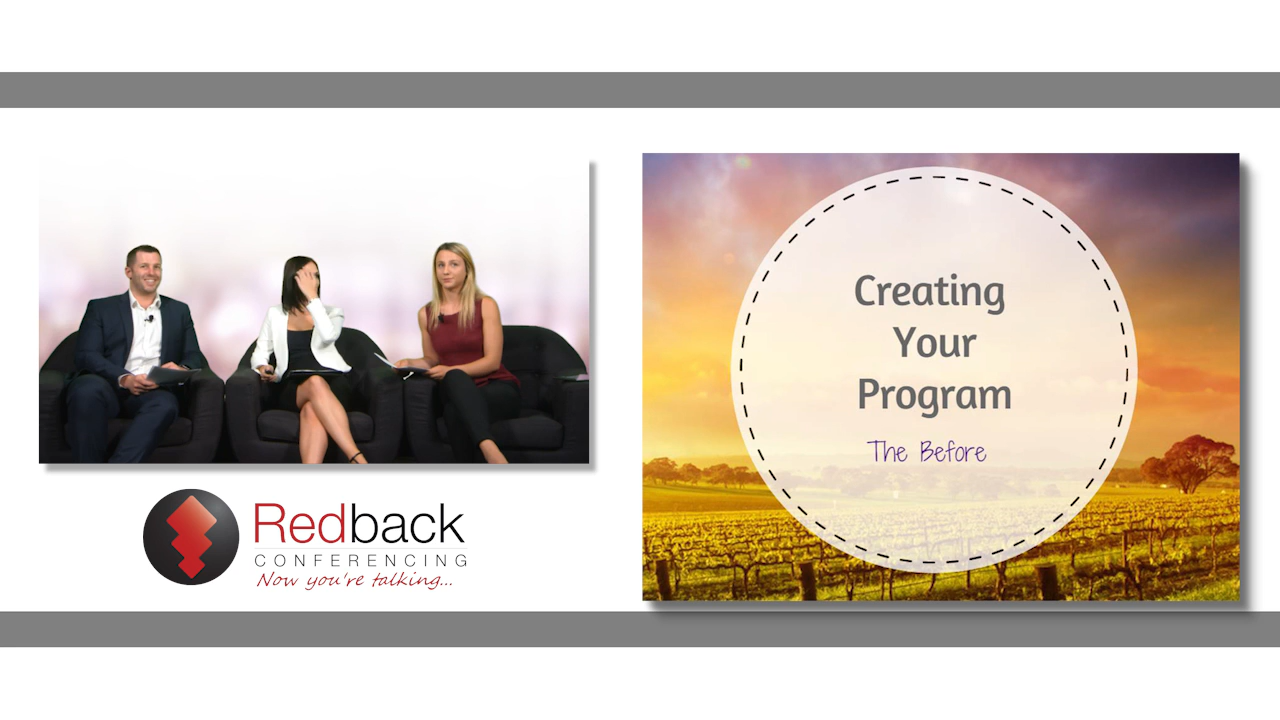 Redback
CONFERENCING
Now you're talking...
Creating
Your
Program
The Before